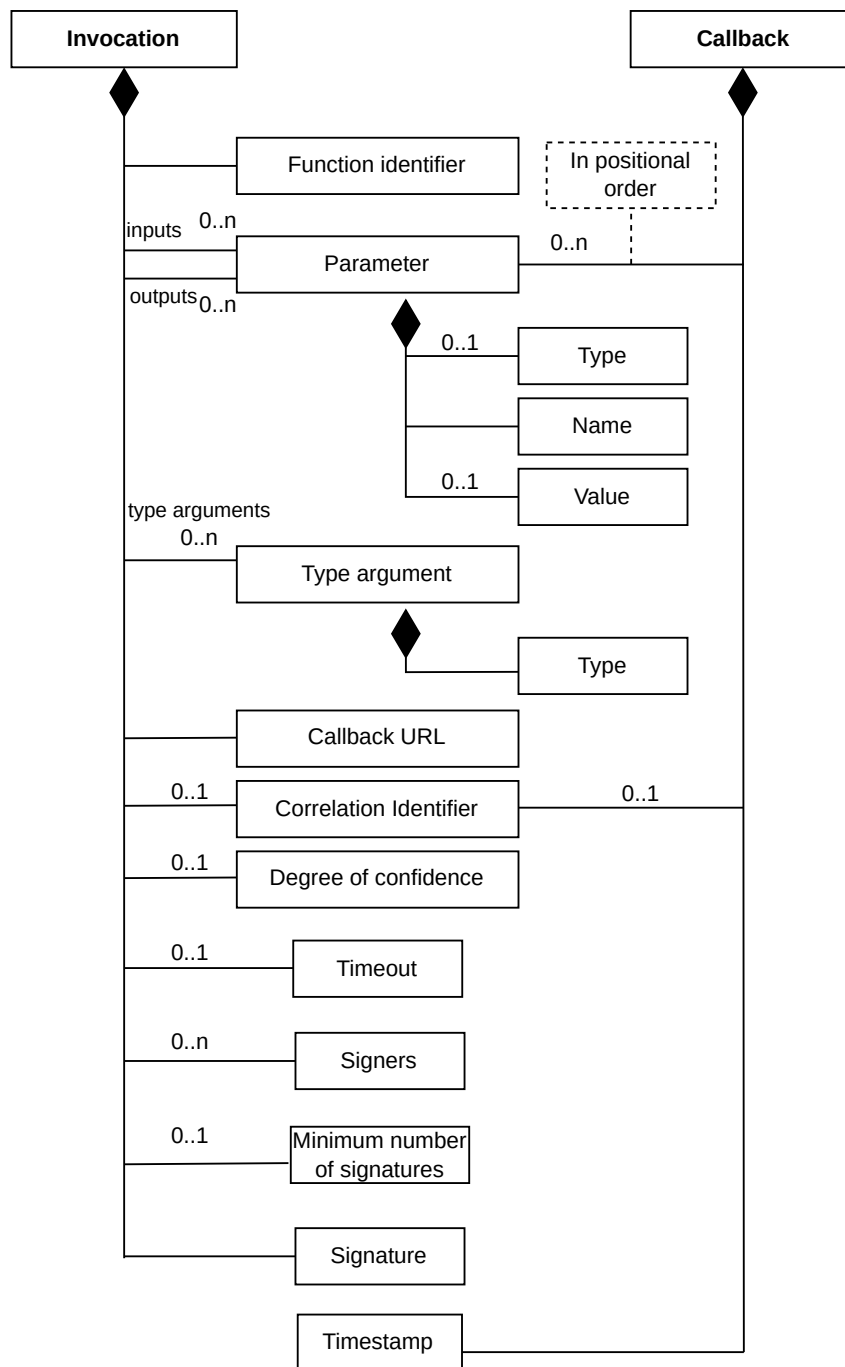 Invocation
Callback
Function identifier
In positional
order
inputs
0..n
0..n
Parameter
outputs
0..n
0..1
Type
Name
0..1
Value
type arguments
0..n
Type argument
Type
Callback URL
0..1
Correlation Identifier
0..1
0..1
Degree of confidence
0..1
Timeout
0..n
Signers
0..1
Minimum number
of signatures
Signature
Timestamp